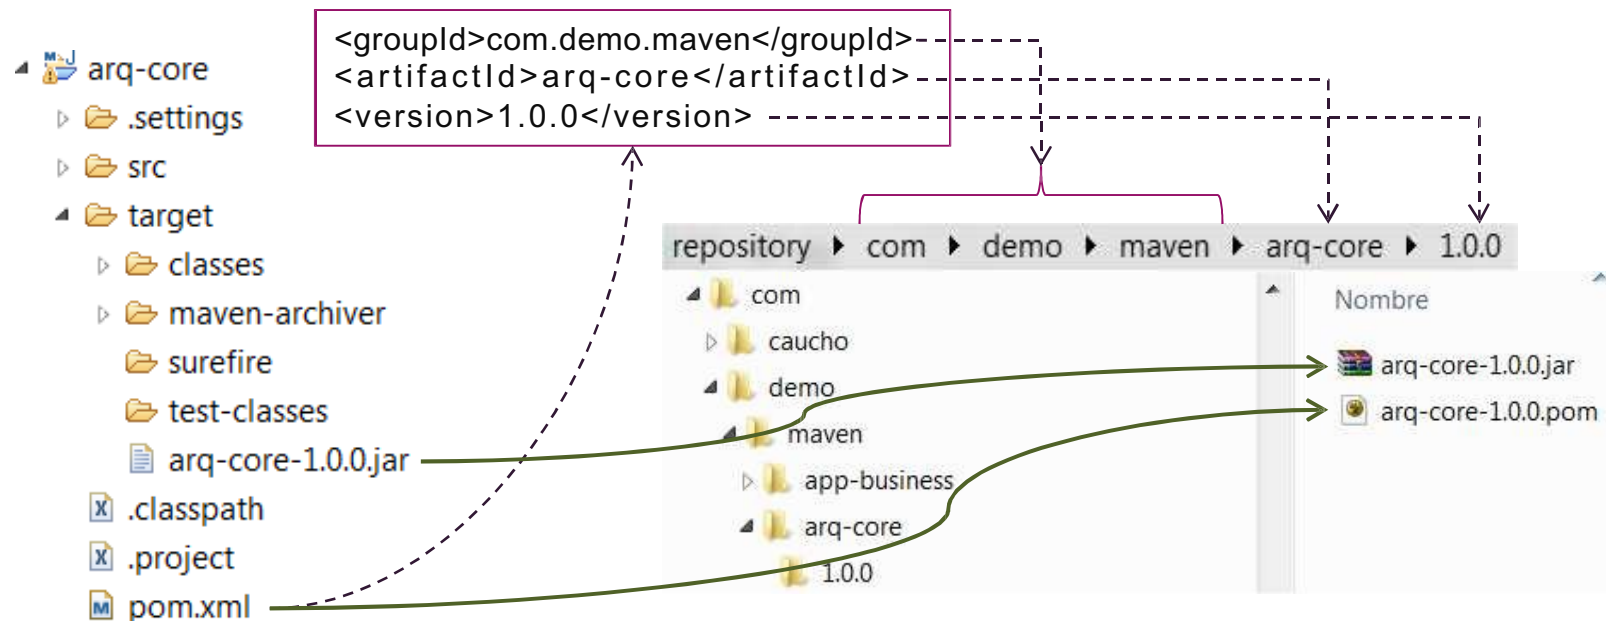 <groupId>com.demo.maven</groupId>
<artifactId>arq-core</artifactId>
<version>1.0.0</version>
arq-core
.settings
src
target
classes
maven-archiver
surefire
test-classes
arq-core-1.0.0.jar
.classpath
.project
pom.xml
repository com demo maven arq-core 1.0.0
com
caucho
demo
maven
app-business
arq-core
1.0.0
Nombre
arq-core-1.0.0.jar
arq-core-1.0.0.pom